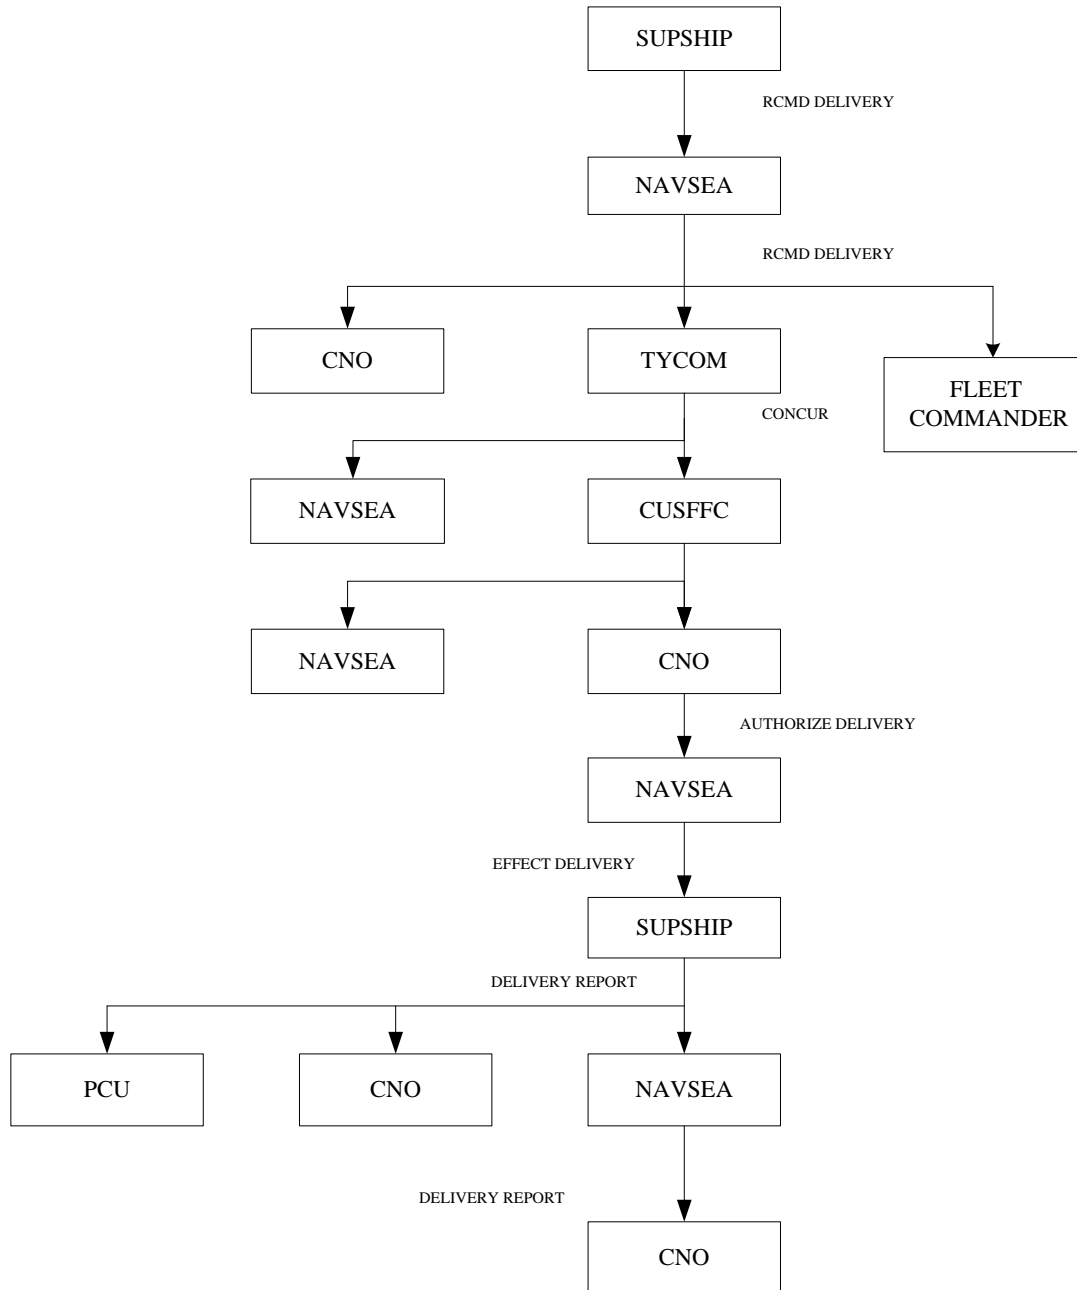 SUPSHIP
RCMD DELIVERY
NAVSEA
RCMD DELIVERY
CNO
TYCOM
FLEET
COMMANDER
CONCUR
NAVSEA
CUSFFC
NAVSEA
CNO
AUTHORIZE DELIVERY
NAVSEA
EFFECT DELIVERY
SUPSHIP
DELIVERY REPORT
PCU
CNO
NAVSEA
DELIVERY REPORT
CNO